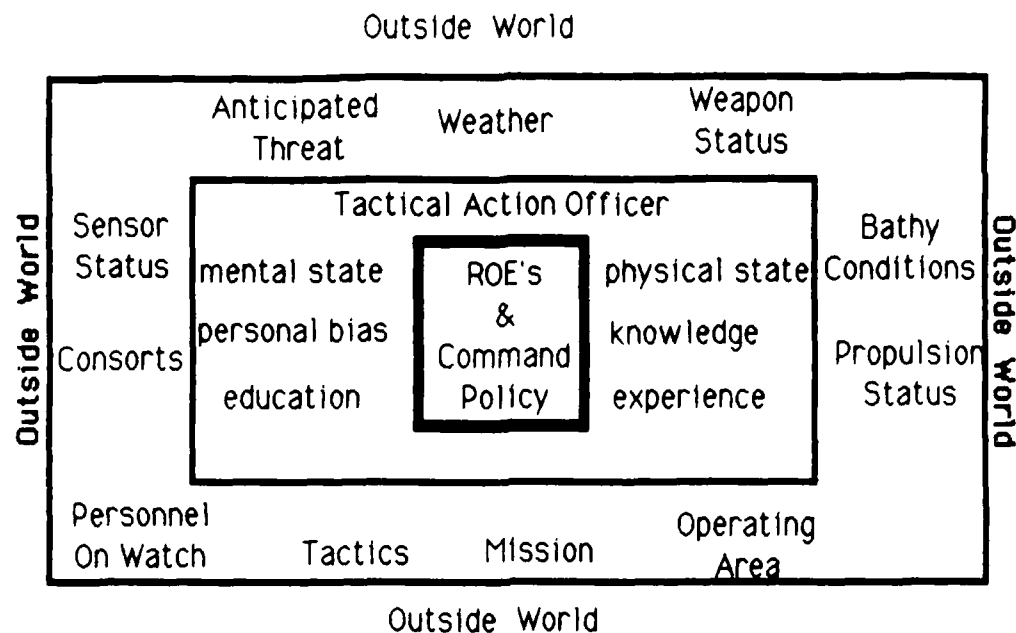 Outside World
Anticipated
Threat
Weather
Weapon
Status
Tactical Action Officer
Sensor
Status
Consorts
mental state
personal bias
education
ROE's
&
Command
Policy
physical state
knowledge
experience
Bathy
Conditions
Propulsion
Status
Outside World
Outside World
Personnel
On Watch
Tactics
Mission
Operating
Area
Outside World